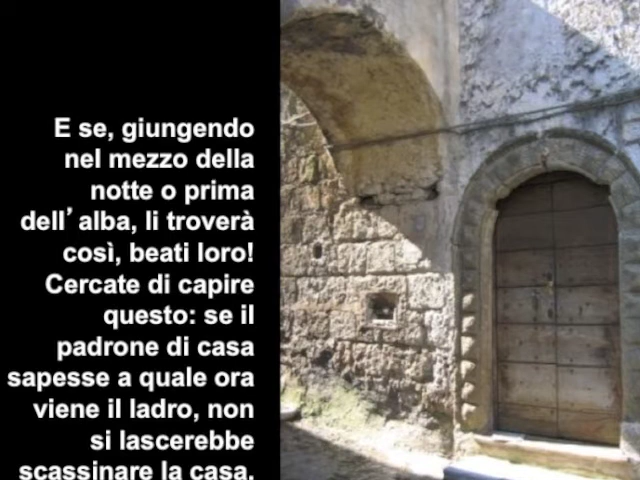 E se, giungendo
nel mezzo della
notte o prima
dell’alba, li troverà
così, beati loro!
Cercate di capire
questo: se il
padrone di casa
sapesse a quale ora
viene il ladro, non
si lascerebbe
scassinare la casa.